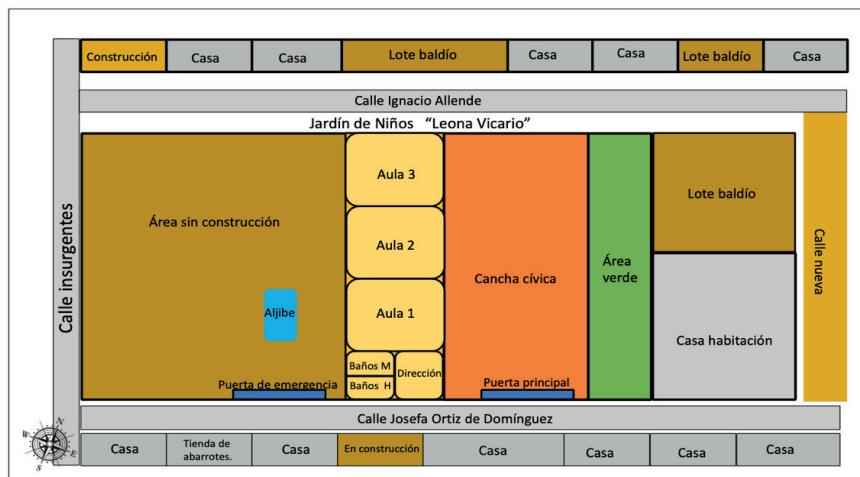 Construcción
Casa
Casa
Lote baldío
Casa
Casa
Lote baldío
Casa
Calle Ignacio Allende
Jardín de Niños “Leona Vicario”
Calle insurgentes
Área sin construcción
Aljibe
Puerta de emergencia
Aula 3
Aula 2
Aula 1
Baños M
Baños H
Dirección
Cancha cívica
Puerta principal
Área
verde
Lote baldío
Casa habitación
Calle nueva
Calle Josefa Ortiz de Domínguez
Casa
Tienda de
abarrotes.
Casa
En construcción
Casa
Casa
Casa
Casa
N
W
E
S